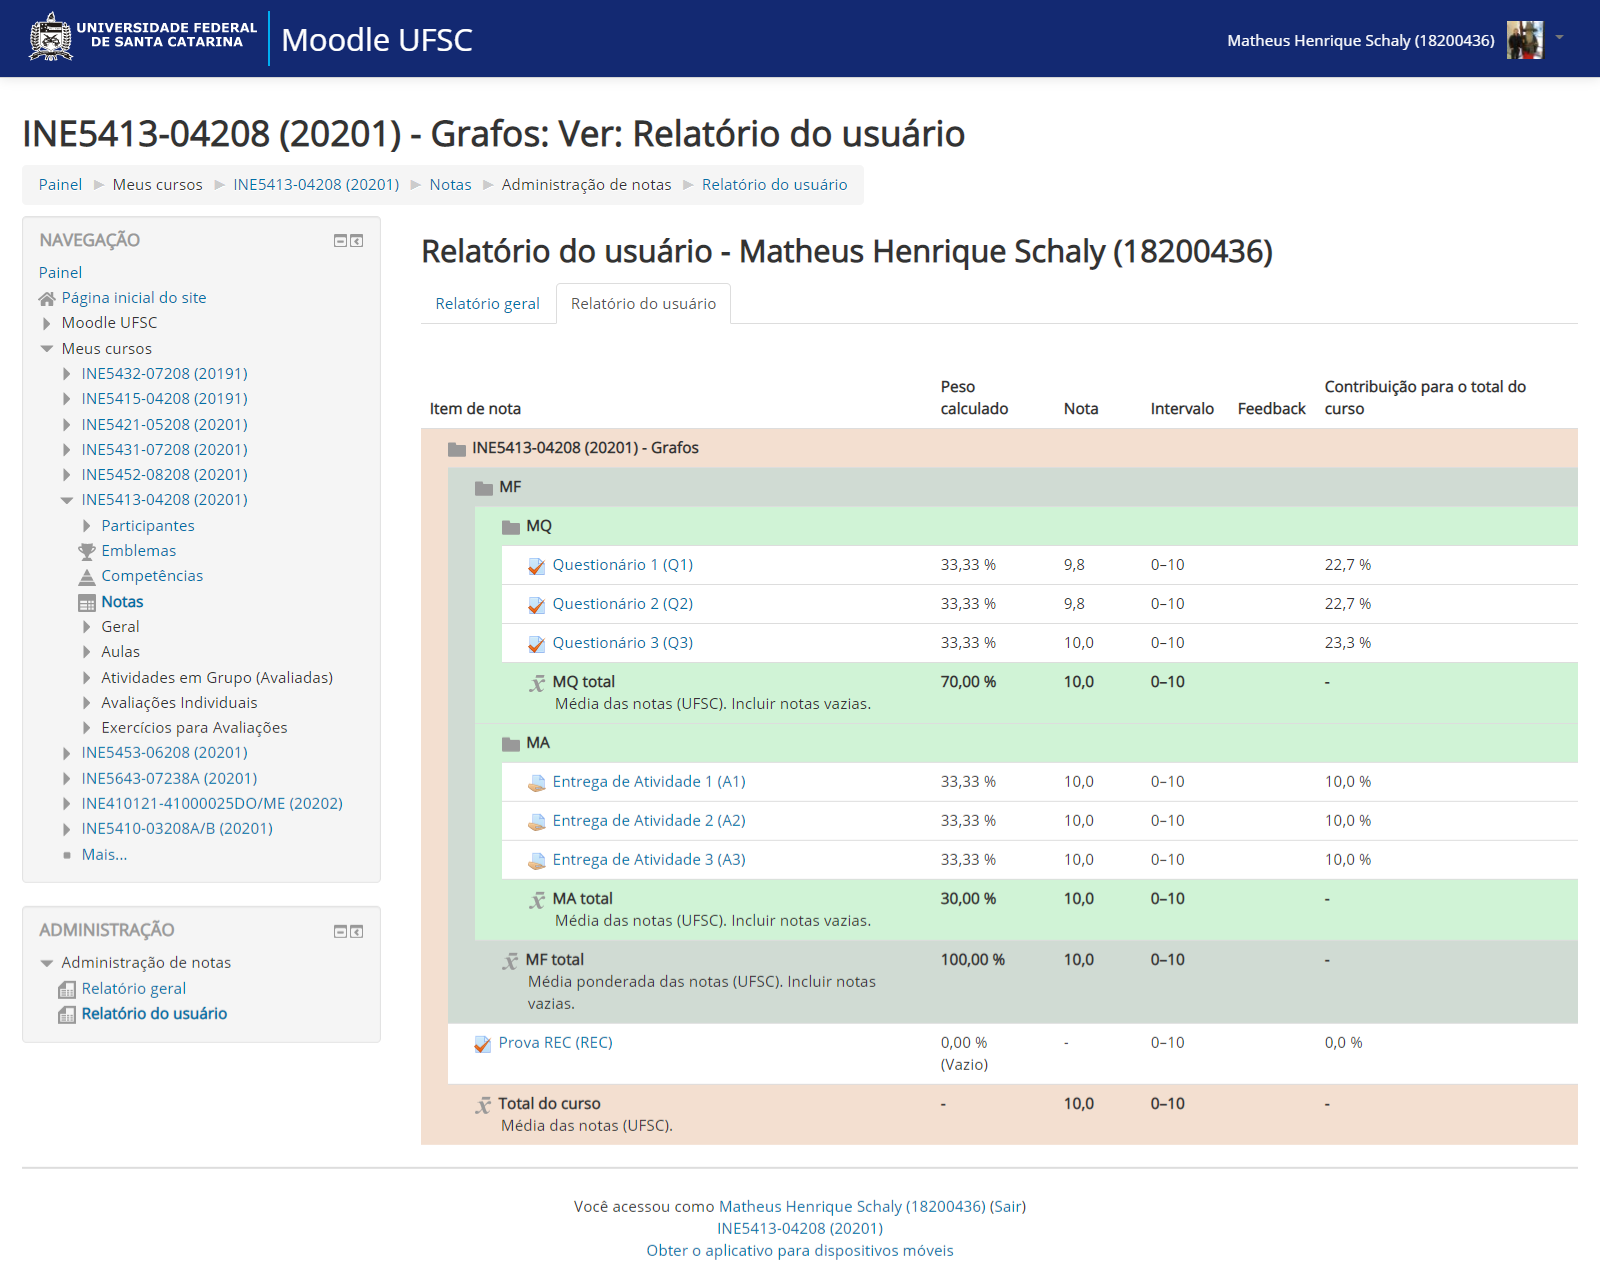 UNIVERSIDADE FEDERAL
DE SANTA CATARINA
Moodle UFSC
Matheus Henrique Schaly (18200436)
INE5413-04208 (20201) - Grafos: Ver: Relatório do usuário
Painel Meus cursos INE5413-04208 (20201) Notas Administração de notas Relatório do usuário
NAVEGAÇÃO
Painel
Página inicial do site
Moodle UFSC
Meus cursos
INE5432-07208 (20191)
INE5415-04208 (20191)
INE5421-05208 (20201)
INE5431-07208 (20201)
INE5452-08208 (20201)
INE5413-04208 (20201)
Participantes
Emblemas
Competências
Notas
Geral
Aulas
Atividades em Grupo (Avaliadas)
Avaliações Individuais
Exercícios para Avaliações
INE5453-06208 (20201)
INE5643-07238A (20201)
INE410121-41000025DO/ME (20202)
INE5410-03208A/B (20201)
Mais...
ADMINISTRAÇÃO
Administração de notas
Relatório geral
Relatório do usuário
Relatório do usuário - Matheus Henrique Schaly (18200436)
Relatório geral Relatório do usuário
Item de nota Peso calculado Nota Intervalo Feedback Contribuição para o total do curso
INE5413-04208 (20201) - Grafos
MF
MQ
Questionário 1 (Q1) 33,33 % 9,8 0–10 22,7 %
Questionário 2 (Q2) 33,33 % 9,8 0–10 22,7 %
Questionário 3 (Q3) 33,33 % 10,0 0–10 23,3 %
MQ total 70,00 % 10,0 0–10 -
Média das notas (UFSC). Incluir notas vazias.
MA
Entrega de Atividade 1 (A1) 33,33 % 10,0 0–10 10,0 %
Entrega de Atividade 2 (A2) 33,33 % 10,0 0–10 10,0 %
Entrega de Atividade 3 (A3) 33,33 % 10,0 0–10 10,0 %
MA total 30,00 % 10,0 0–10 -
Média das notas (UFSC). Incluir notas vazias.
MF total 100,00 % 10,0 0–10 -
Média ponderada das notas (UFSC). Incluir notas
vazias.
Prova REC (REC) 0,00 % - 0–10 0,0 %
(Vazio)
Total do curso - 10,0 0–10 -
Média das notas (UFSC).
Você acessou como Matheus Henrique Schaly (18200436) (Sair)
INE5413-04208 (20201)
Obter o aplicativo para dispositivos móveis